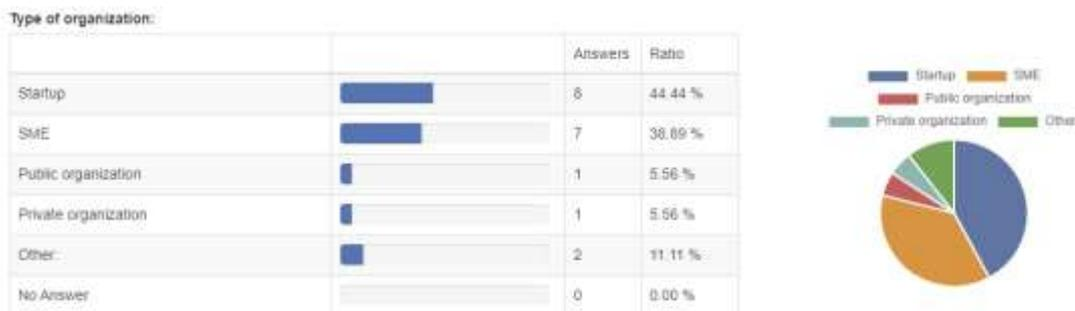 Type of organization:
Answers Ratio
Startup 8 44.44 %
SME 7 38.89 %
Public organization 1 5.56 %
Private organization 1 5.56 %
Other: 2 11.11 %
No Answer 0 0.00 %
Startup SME
Public organization
Private organization Other